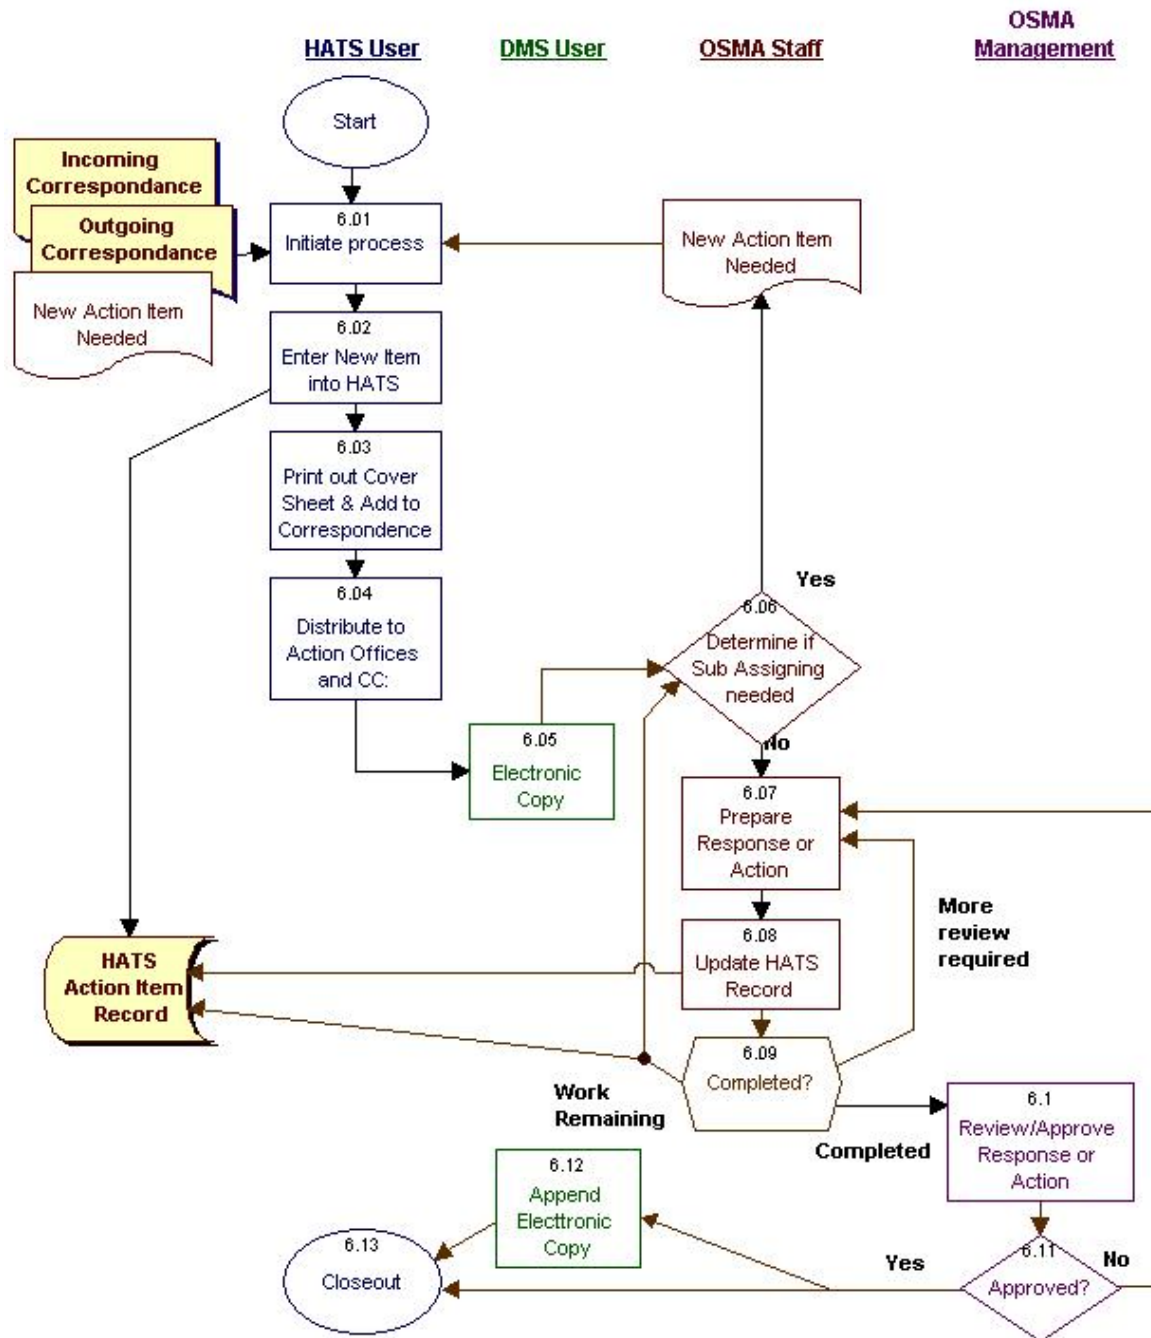 HATS User
DMS User
OSMA Staff
OSMA
Management
Start
Incoming
Correspondance
Outgoing
Correspondance
New Action Item
Needed
6.01
Initiate process
New Action Item
Needed
6.02
Enter New Item
into HATS
6.03
Print out Cover
Sheet & Add to
Correspondence
6.04
Distribute to
Action Offices
and CC:
6.05
Electronic
Copy
Yes
6.06
Determine if
Sub Assigning
needed
No
6.07
Prepare
Response or
Action
More
review
required
6.08
Update HATS
Record
HATS
Action Item
Record
6.09
Completed?
Work
Remaining
Completed
6.1
Review/Approve
Response or
Action
6.11
Approved?
Yes
No
6.12
Append
Electtronic
Copy
6.13
Closeout